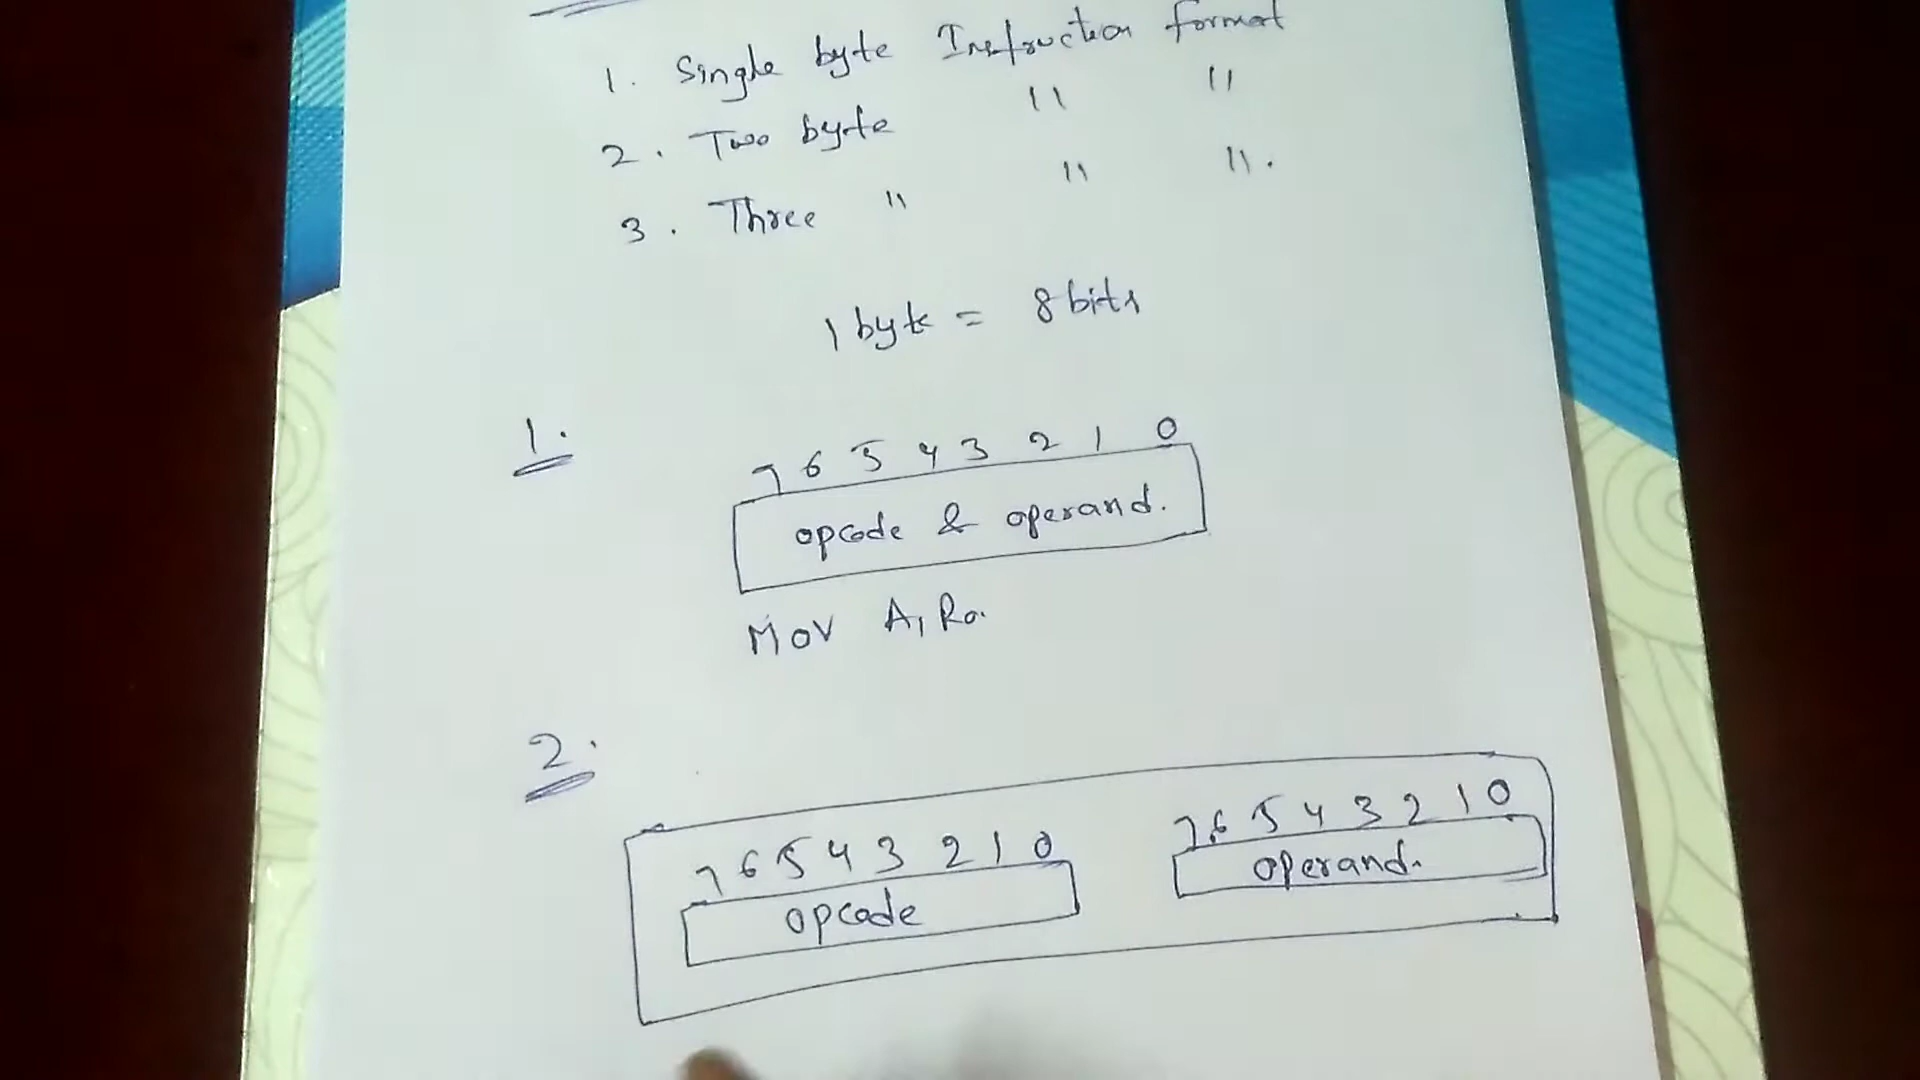 1. Single byte Instruction format
2. Two byte " "
3. Three " " ".
1 byte = 8 bits
1.
7 6 5 4 3 2 1 0
opcode & operand.
MOV A, R0.
2.
7 6 5 4 3 2 1 0 7 6 5 4 3 2 1 0
opcode operand.